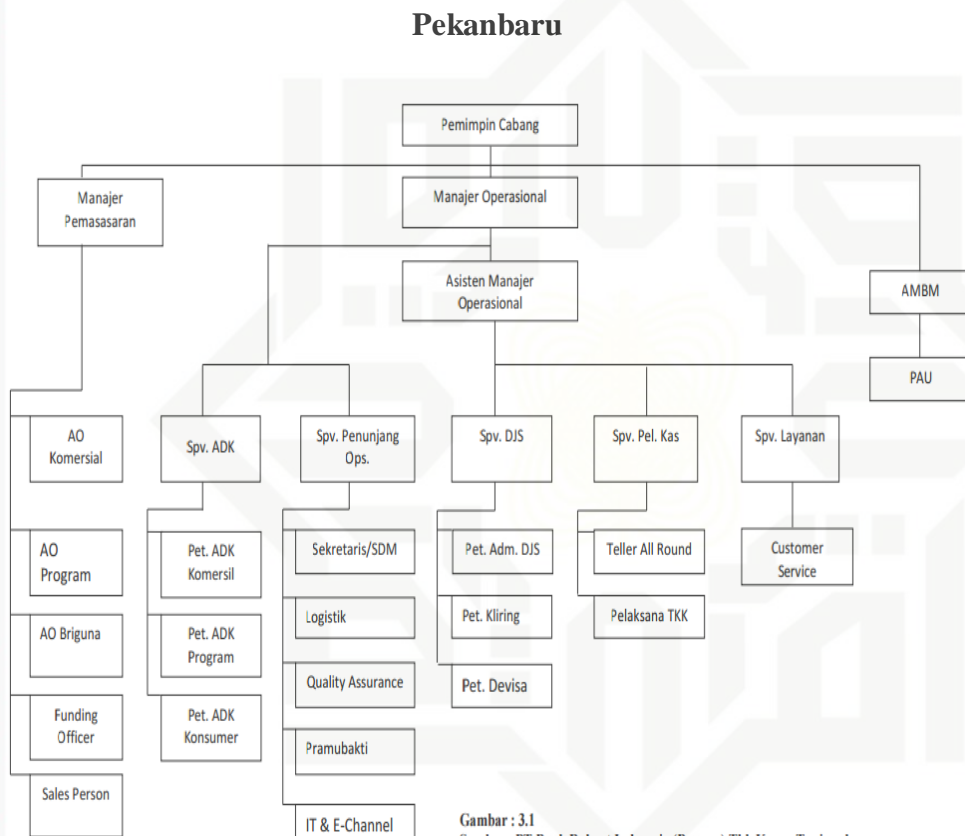 Pekanbaru
Pemimpin Cabang
Manajer
Pemasasaran
Manajer Operasional
Asisten Manajer
Operasional
AMBM
PAU
AO
Komersial
Spv. ADK
Spv. Penunjang
Ops.
Spv. DJS
Spv. Pel. Kas
Spv. Layanan
AO
Program
Pet. ADK
Komersil
Sekretaris/SDM
Pet. Adm. DJS
Teller All Round
Customer
Service
AO Briguna
Pet. ADK
Program
Logistik
Pet. Kliring
Pelaksana TKK
Funding
Officer
Pet. ADK
Konsumer
Quality Assurance
Pet. Devisa
Pramubakti
Sales Person
IT & E-Channel
Gambar : 3.1